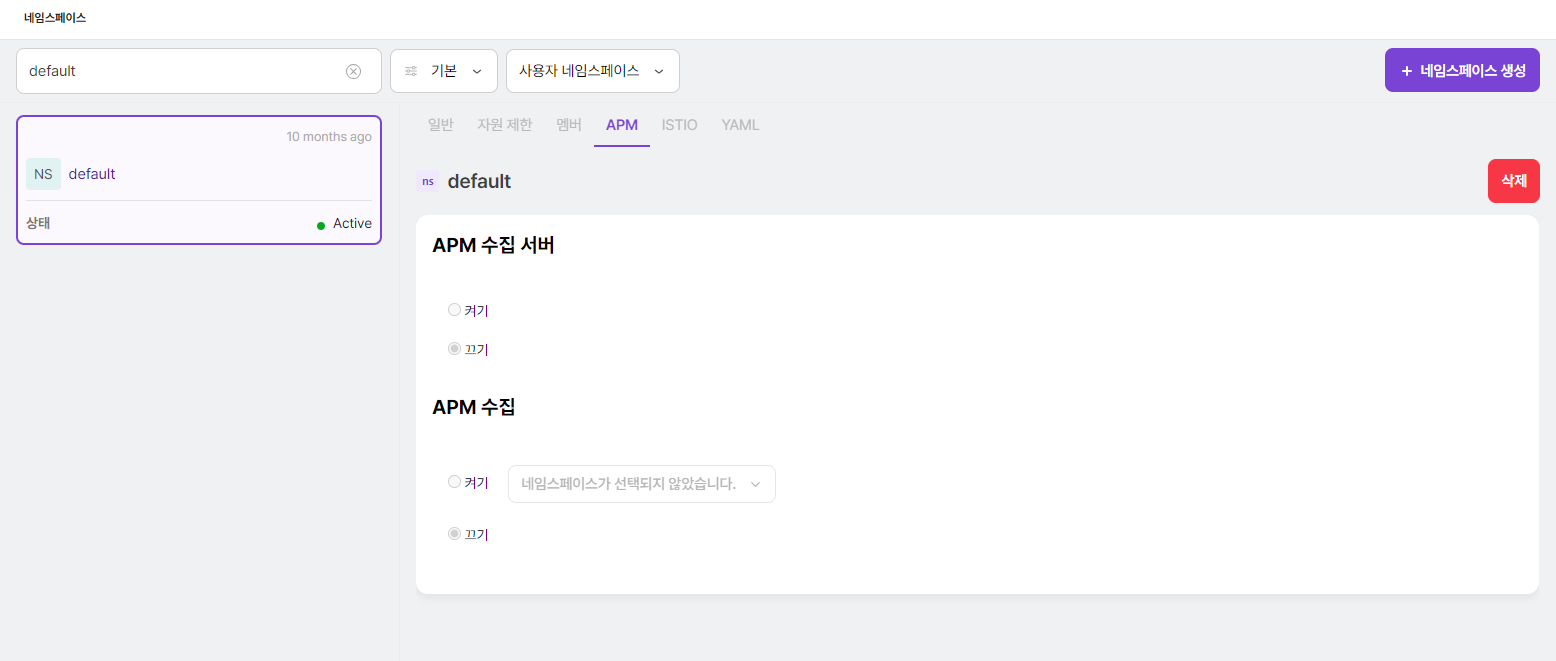 네임스페이스
default
기본
사용자 네임스페이스
+ 네임스페이스 생성
10 months ago
NS default
상태
Active
일반
자원 제한
멤버
APM
ISTIO
YAML
ns default
삭제
APM 수집 서버
켜기
끄기
APM 수집
켜기
네임스페이스가 선택되지 않았습니다.
끄기